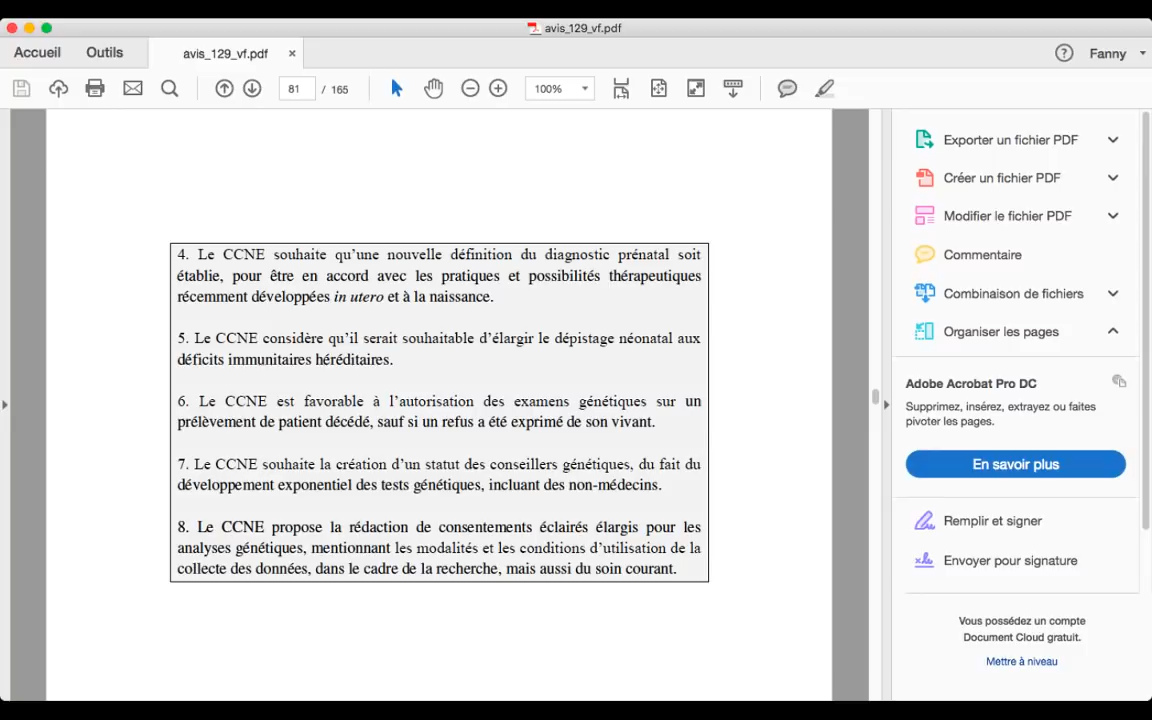 avis_129_vf.pdf
Accueil Outils avis_129_vf.pdf × ? Fanny
81 / 165 100%
4. Le CCNE souhaite qu’une nouvelle définition du diagnostic prénatal soit
établie, pour être en accord avec les pratiques et possibilités thérapeutiques
récemment développées in utero et à la naissance.
5. Le CCNE considère qu’il serait souhaitable d’élargir le dépistage néonatal aux
déficits immunitaires héréditaires.
6. Le CCNE est favorable à l’autorisation des examens génétiques sur un
prélèvement de patient décédé, sauf si un refus a été exprimé de son vivant.
7. Le CCNE souhaite la création d’un statut des conseillers génétiques, du fait du
développement exponentiel des tests génétiques, incluant des non-médecins.
8. Le CCNE propose la rédaction de consentements éclairés élargis pour les
analyses génétiques, mentionnant les modalités et les conditions d’utilisation de la
collecte des données, dans le cadre de la recherche, mais aussi du soin courant.
Exporter un fichier PDF
Créer un fichier PDF
Modifier le fichier PDF
Commentaire
Combinaison de fichiers
Organiser les pages
Adobe Acrobat Pro DC
Supprimez, insérez, extrayez ou faites
pivoter les pages.
En savoir plus
Remplir et signer
Envoyer pour signature
Vous possédez un compte
Document Cloud gratuit.
Mettre à niveau